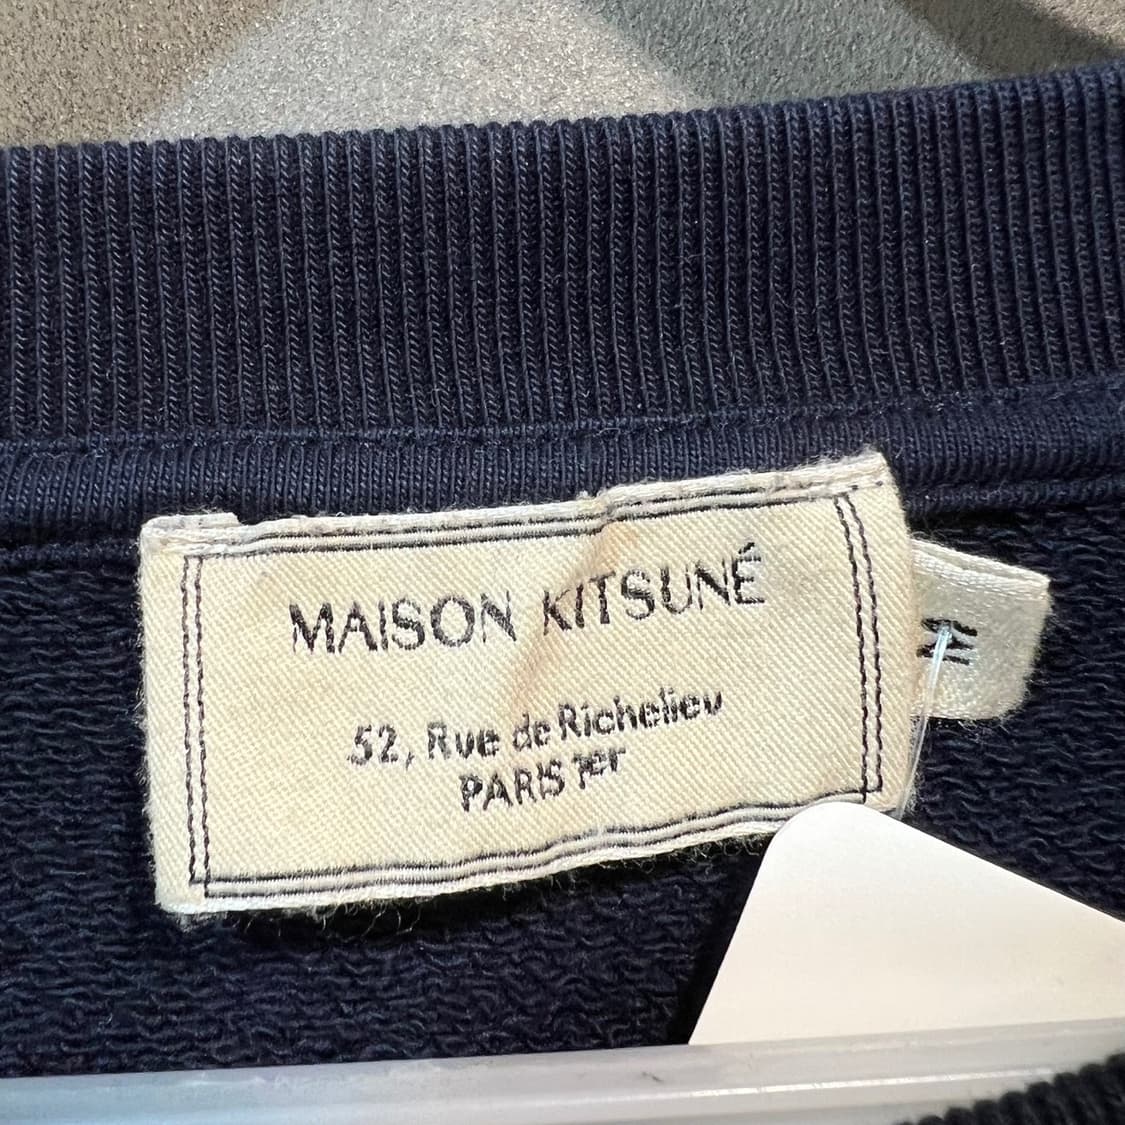 MAISON KITSUNÉ
M
52, Rue de Richelieu
PARIS 1er